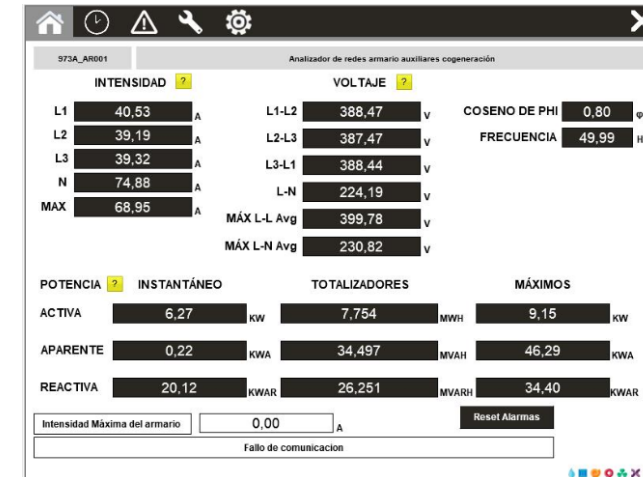 973A_AR001 Analizador de redes armario auxiliares cogeneración
INTENSIDAD ? VOLTAJE ?
L1 40,53 A L1-L2 388,47 V COSENO DE PHI 0,80 φ
L2 39,19 A L2-L3 387,47 V FRECUENCIA 49,99 H
L3 39,32 A L3-L1 388,44 V
N 74,88 A L-N 224,19 V
MAX 68,95 A MÁX L-L Avg 399,78 V
MÁX L-N Avg 230,82 V
POTENCIA ? INSTANTÁNEO TOTALIZADORES MÁXIMOS
ACTIVA 6,27 KW 7,754 MWH 9,15 KW
APARENTE 0,22 KWA 34,497 MVAH 46,29 KWA
REACTIVA 20,12 KWAR 26,251 MVARH 34,40 KWAR
Intensidad Máxima del armario 0,00 A Reset Alarmas
Fallo de comunicacion